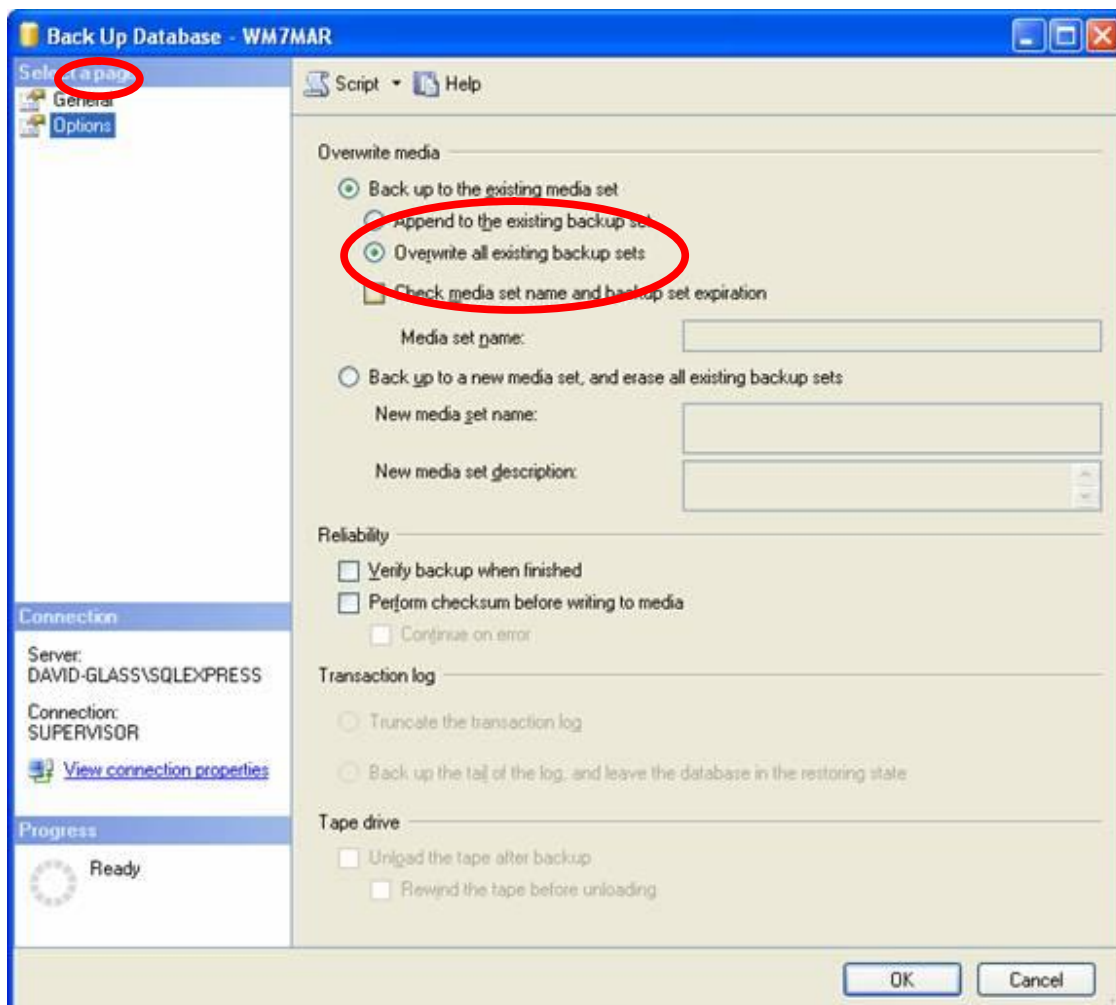 Back Up Database - WM7MAR
Select a page
General
Options
Script
Help
Overwrite media
Back up to the existing media set
Append to the existing backup set
Overwrite all existing backup sets
Check media set name and backup set expiration
Media set name:
Back up to a new media set, and erase all existing backup sets
New media set name:
New media set description:
Reliability
Verify backup when finished
Perform checksum before writing to media
Continue on error
Transaction log
Truncate the transaction log
Back up the tail of the log, and leave the database in the restoring state
Tape drive
Unload the tape after backup
Rewind the tape before unloading
Connection
Server:
DAVID-GLASS\SQLEXPRESS
Connection:
SUPERVISOR
View connection properties
Progress
Ready
OK
Cancel